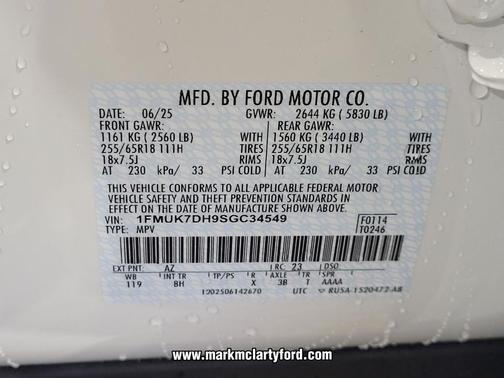 MFD. BY FORD MOTOR CO.
DATE: 06/25 GVWR: 2644 KG ( 5830 LB)
FRONT GAWR: REAR GAWR:
1161 KG ( 2560 LB) 1560 KG ( 3440 LB) WITH
255/65R18 111H 255/65R18 111H TIRES
18x7.5J RIMS 18x7.5J RIMS
AT 230 kPa/ 33 PSI COLD AT 230 kPa/ 33 PSI COLD
THIS VEHICLE CONFORMS TO ALL APPLICABLE FEDERAL MOTOR
VEHICLE SAFETY AND THEFT PREVENTION STANDARDS IN
EFFECT ON THE DATE OF MANUFACTURE SHOWN ABOVE.
VIN: 1FMUK7DH9SGC34549 F0114
TYPE: MPV T0246
EXT PNT: AZ RC: 23 DSO:
WB INT TR TP/PS R AXLE TR SPR
119 8H X 3B T AAAA
1202506142670 UTC RUSA-1520472-AB
www.markmclartyford.com